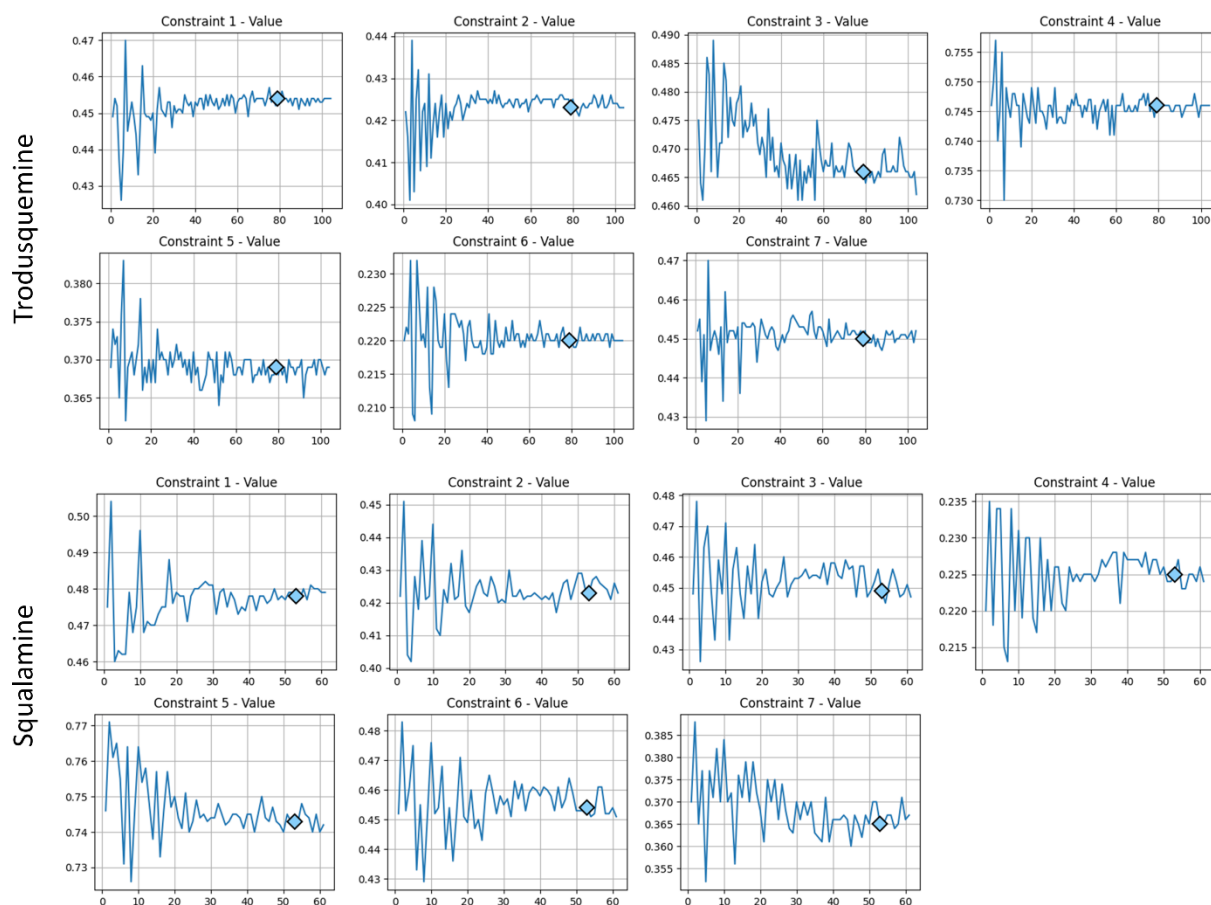 Trodusquemine
Constraint 1 - Value
0.47
0.46
0.45
0.44
0.43
0 20 40 60 80 100
Constraint 2 - Value
0.44
0.43
0.42
0.41
0.40
0 20 40 60 80 100
Constraint 3 - Value
0.490
0.485
0.480
0.475
0.470
0.465
0.460
0 20 40 60 80 100
Constraint 4 - Value
0.755
0.750
0.745
0.740
0.735
0.730
0 20 40 60 80 100
Constraint 5 - Value
0.380
0.375
0.370
0.365
0 20 40 60 80 100
Constraint 6 - Value
0.230
0.225
0.220
0.215
0.210
0 20 40 60 80 100
Constraint 7 - Value
0.47
0.46
0.45
0.44
0.43
0 20 40 60 80 100
Squalamine
Constraint 1 - Value
0.50
0.49
0.48
0.47
0.46
0 10 20 30 40 50 60
Constraint 2 - Value
0.45
0.44
0.43
0.42
0.41
0.40
0 10 20 30 40 50 60
Constraint 3 - Value
0.48
0.47
0.46
0.45
0.44
0.43
0 10 20 30 40 50 60
Constraint 4 - Value
0.235
0.230
0.225
0.220
0.215
0 10 20 30 40 50 60
Constraint 5 - Value
0.77
0.76
0.75
0.74
0.73
0 10 20 30 40 50 60
Constraint 6 - Value
0.48
0.47
0.46
0.45
0.44
0.43
0 10 20 30 40 50 60
Constraint 7 - Value
0.385
0.380
0.375
0.370
0.365
0.360
0.355
0 10 20 30 40 50 60